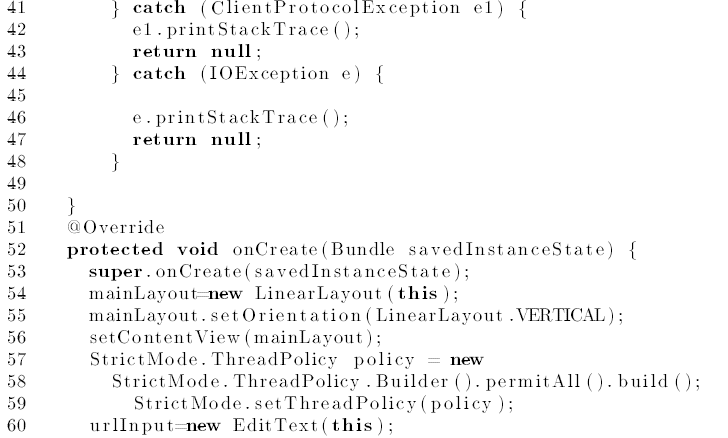 41 } catch (ClientProtocolException e1) {
42 e1.printStackTrace();
43 return null;
44 } catch (IOException e) {
45
46 e.printStackTrace();
47 return null;
48 }
49
50 }
51 @Override
52 protected void onCreate(Bundle savedInstanceState) {
53 super.onCreate(savedInstanceState);
54 mainLayout=new LinearLayout(this);
55 mainLayout.setOrientation(LinearLayout.VERTICAL);
56 setContentView(mainLayout);
57 StrictMode.ThreadPolicy policy = new
58 StrictMode.ThreadPolicy.Builder().permitAll().build();
59 StrictMode.setThreadPolicy(policy);
60 urlInput=new EditText(this);